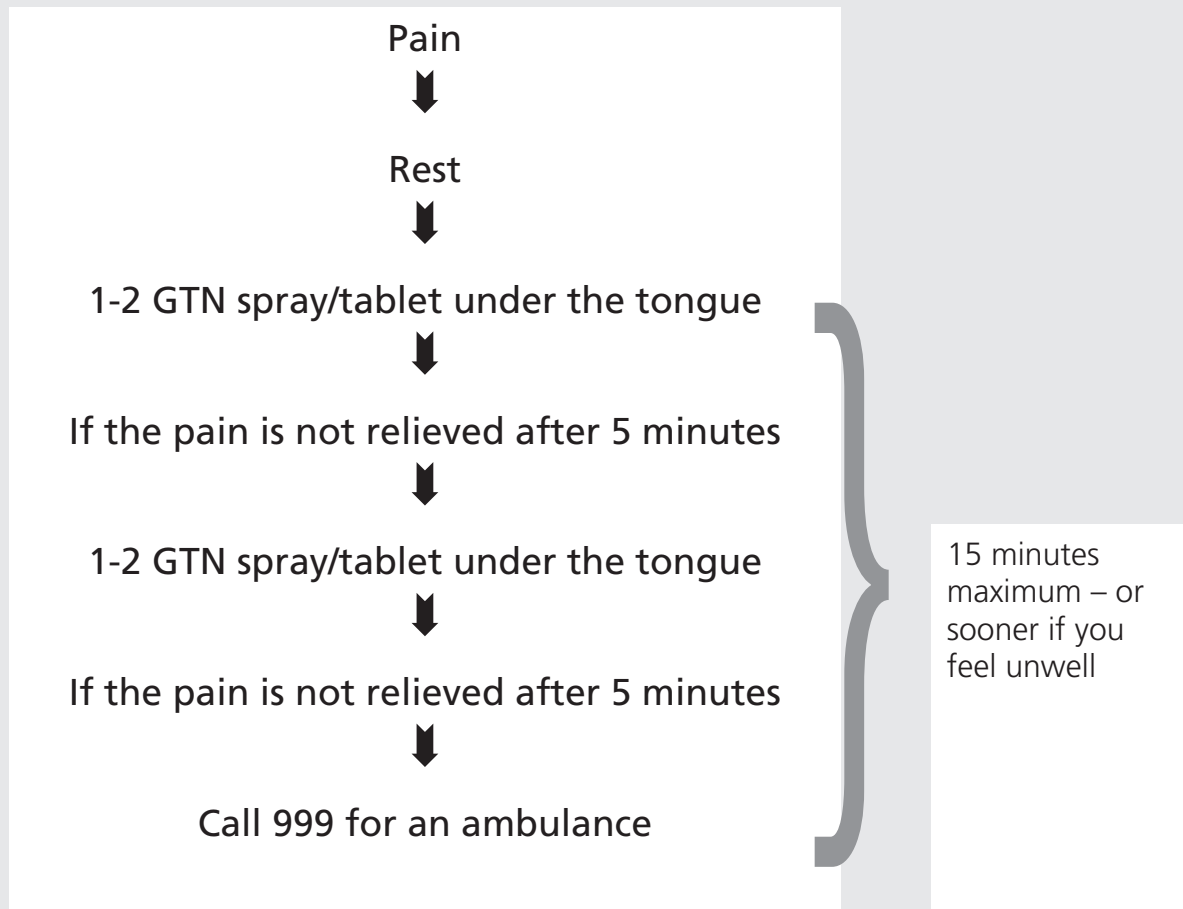 Pain
Rest
1-2 GTN spray/tablet under the tongue
If the pain is not relieved after 5 minutes
1-2 GTN spray/tablet under the tongue
If the pain is not relieved after 5 minutes
Call 999 for an ambulance
15 minutes
maximum – or
sooner if you
feel unwell